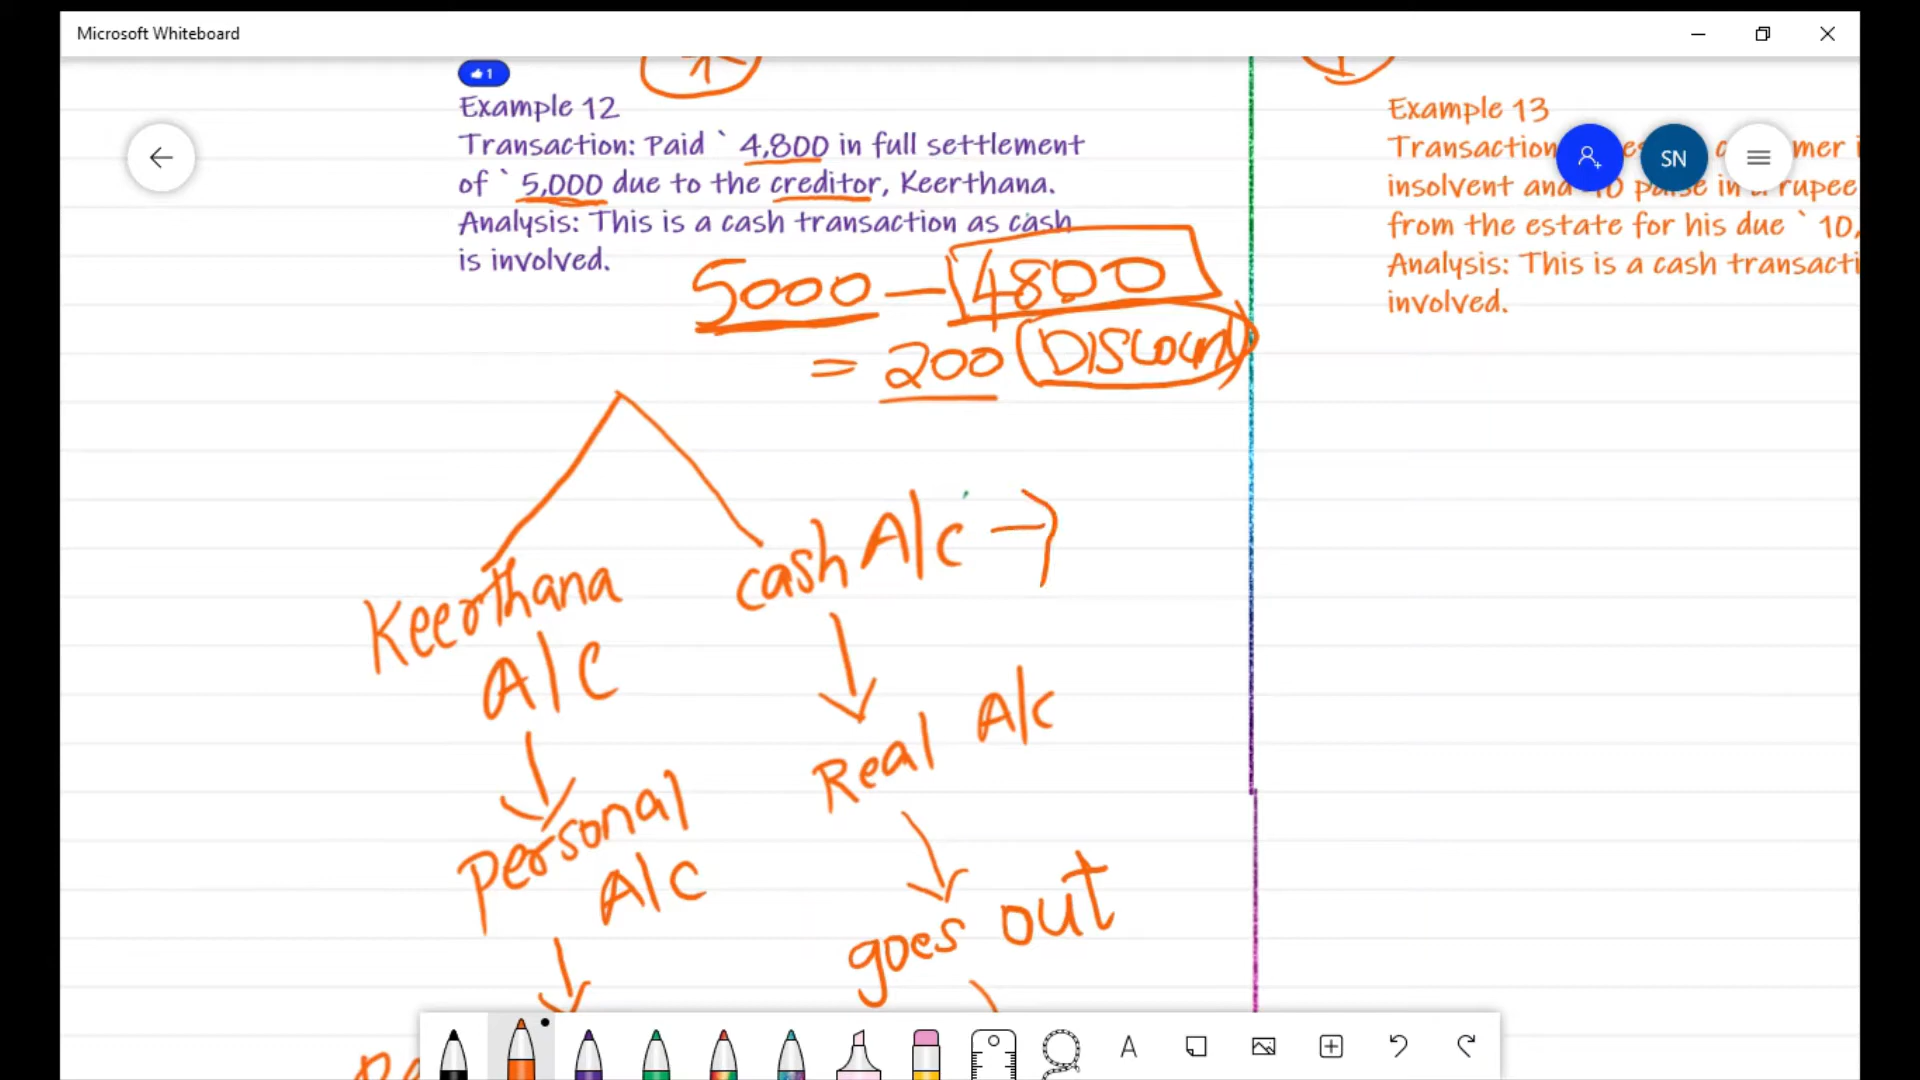 Microsoft Whiteboard
1
Example 12
Transaction: Paid ` 4,800 in full settlement
of ` 5,000 due to the creditor, Keerthana.
Analysis: This is a cash transaction as cash
is involved.
5000 - 4800
= 200 (DISCOUNT)
Keerthana
A/C
Personal
A/C
cash A/c
Real A/c
goes out
Example 13
Transaction
insolvent and
in a rupee
from the estate for his due ` 10,
Analysis: This is a cash transacti
involved.
SN
A